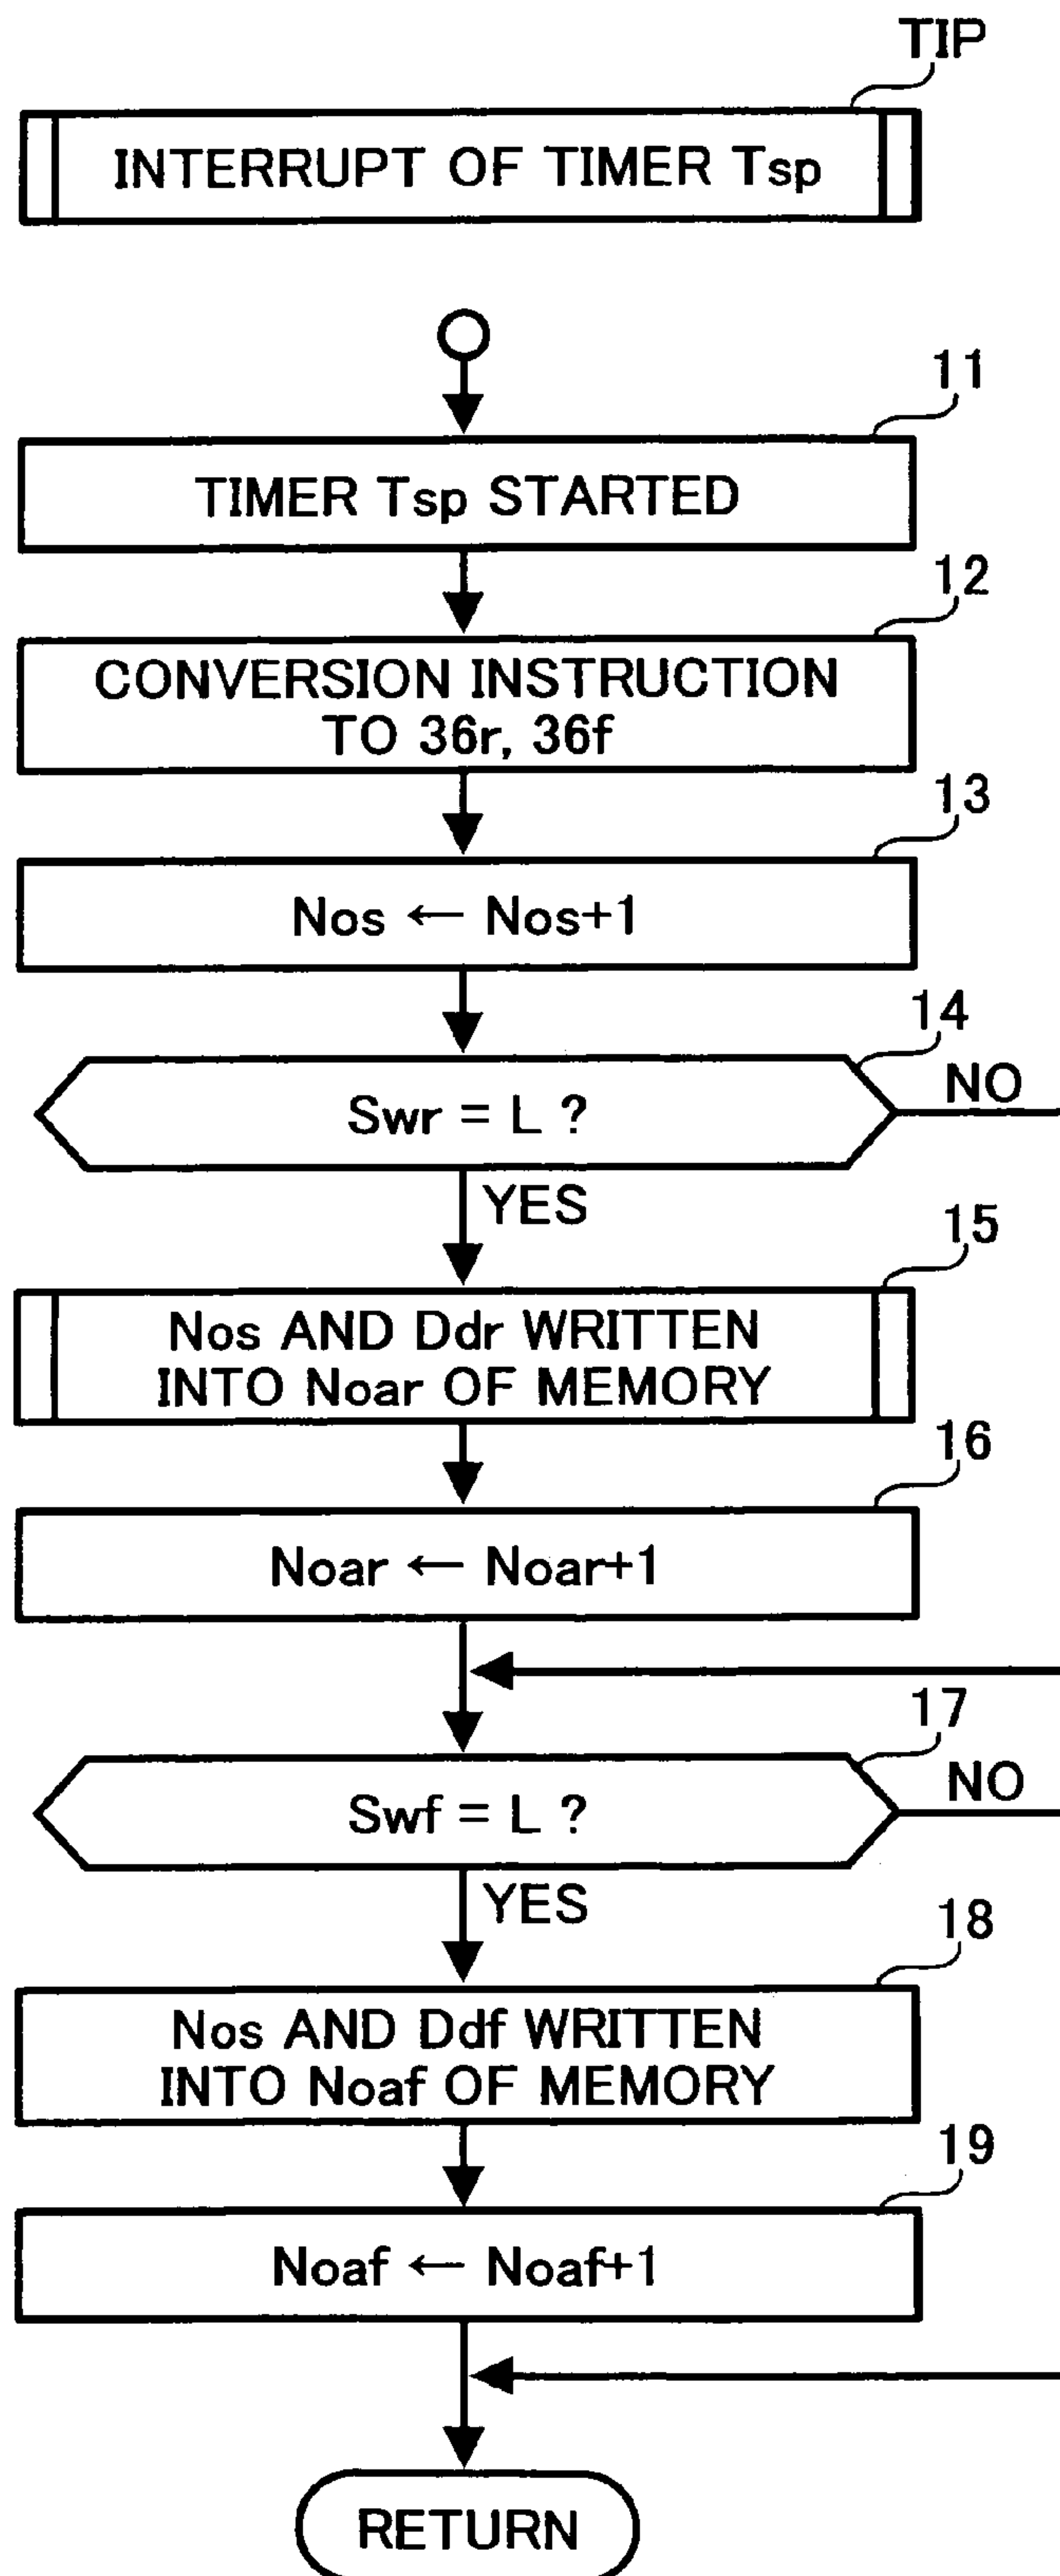 TIP
INTERRUPT OF TIMER Tsp
11
TIMER Tsp STARTED
12
CONVERSION INSTRUCTION
TO 36r, 36f
13
Nos ← Nos+1
14
Swr = L ?
NO
YES
15
Nos AND Ddr WRITTEN
INTO Noar OF MEMORY
16
Noar ← Noar+1
17
Swf = L ?
NO
YES
18
Nos AND Ddf WRITTEN
INTO Noaf OF MEMORY
19
Noaf ← Noaf+1
RETURN